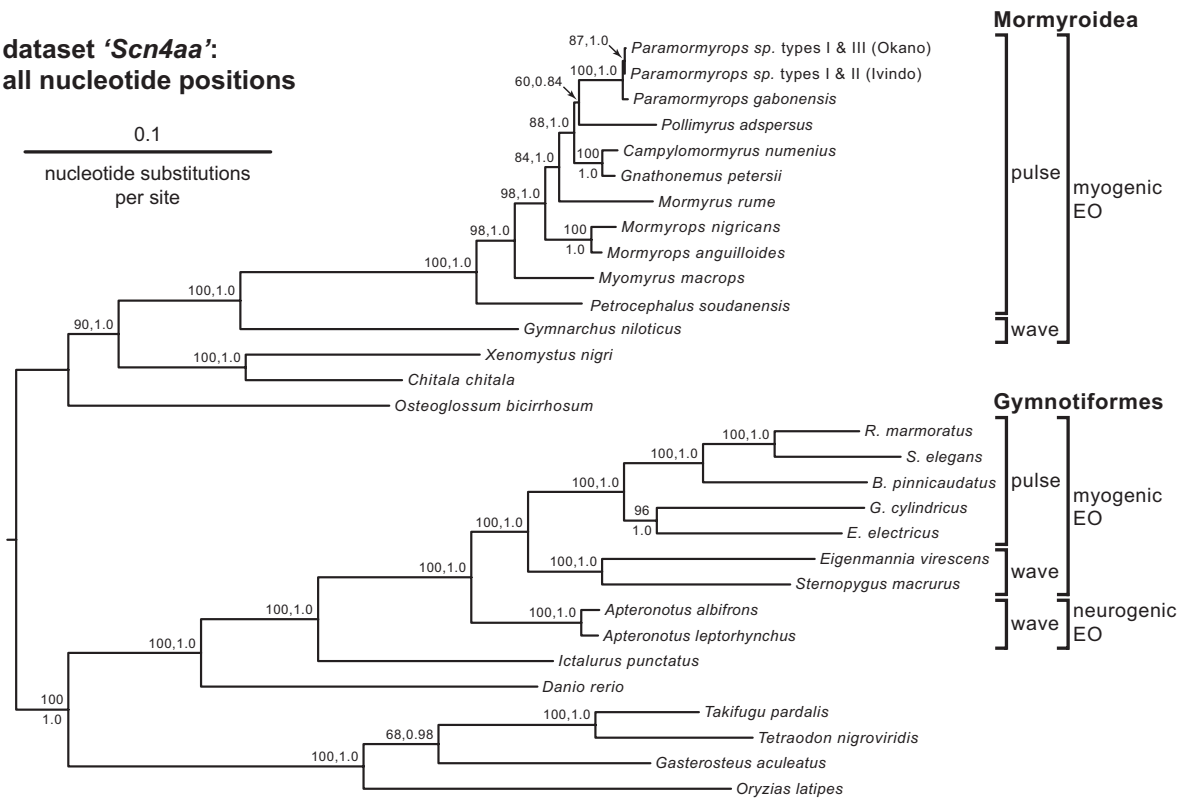 dataset ‘Scn4aa’:
all nucleotide positions
0.1
nucleotide substitutions
per site
Mormyroidea
87,1.0
Paramormyrops sp. types I & III (Okano)
100,1.0
Paramormyrops sp. types I & II (Ivindo)
60,0.84
Paramormyrops gabonensis
88,1.0
Pollimyrus adspersus
100
1.0
Campylomormyrus numenius
Gnathonemus petersii
84,1.0
Mormyrus rume
98,1.0
100
1.0
Mormyrops nigricans
Mormyrops anguilloides
98,1.0
Myomyrus macrops
100,1.0
Petrocephalus soudanensis
100,1.0
Gymnarchus niloticus
90,1.0
100,1.0
Xenomystus nigri
Chitala chitala
Osteoglossum bicirrhosum
pulse
wave
myogenic
EO
Gymnotiformes
100,1.0
R. marmoratus
S. elegans
100,1.0
B. pinnicaudatus
100,1.0
96
1.0
G. cylindricus
E. electricus
100,1.0
100,1.0
Eigenmannia virescens
Sternopygus macrurus
100,1.0
100,1.0
Apteronotus albifrons
Apteronotus leptorhynchus
100,1.0
Ictalurus punctatus
100,1.0
Danio rerio
pulse
wave
myogenic
EO
wave
neurogenic
EO
100
1.0
100,1.0
Takifugu pardalis
Tetraodon nigroviridis
68,0.98
Gasterosteus aculeatus
100,1.0
Oryzias latipes